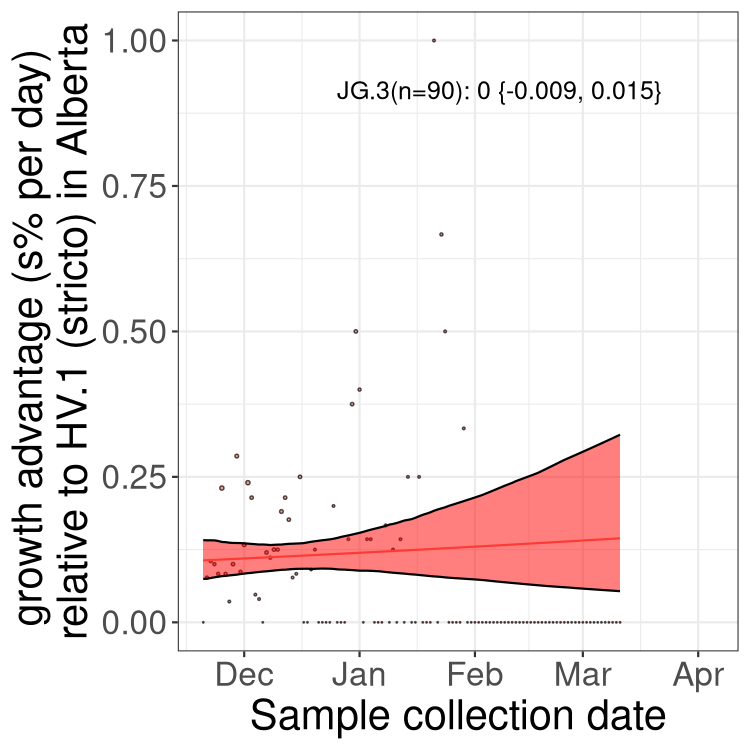 growth advantage (s% per day)
relative to HV.1 (stricto) in Alberta
1.00
0.75
0.50
0.25
0.00
JG.3(n=90): 0 {-0.009, 0.015}
Dec Jan Feb Mar Apr
Sample collection date